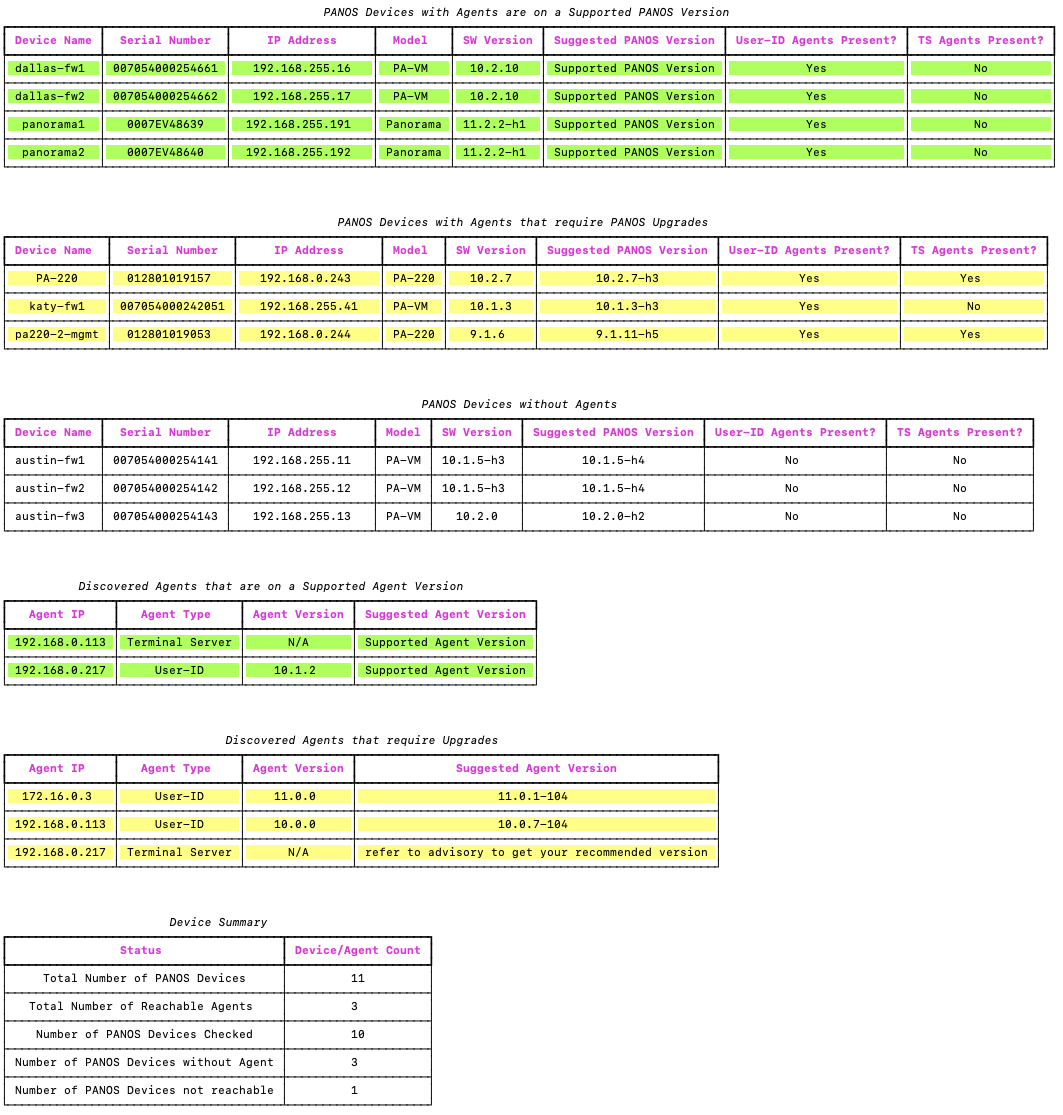 PANOS Devices with Agents are on a Supported PANOS Version
Device Name Serial Number IP Address Model SW Version Suggested PANOS Version User-ID Agents Present? TS Agents Present?
dallas-fw1 007054000254661 192.168.255.16 PA-VM 10.2.10 Supported PANOS Version Yes No
dallas-fw2 007054000254662 192.168.255.17 PA-VM 10.2.10 Supported PANOS Version Yes No
panorama1 0007EV48639 192.168.255.191 Panorama 11.2.2-h1 Supported PANOS Version Yes No
panorama2 0007EV48640 192.168.255.192 Panorama 11.2.2-h1 Supported PANOS Version Yes No
PANOS Devices with Agents that require PANOS Upgrades
Device Name Serial Number IP Address Model SW Version Suggested PANOS Version User-ID Agents Present? TS Agents Present?
PA-220 012801019157 192.168.0.243 PA-220 10.2.7 10.2.7-h3 Yes Yes
katy-fw1 007054000242051 192.168.255.41 PA-VM 10.1.3 10.1.3-h3 Yes No
pa220-2-mgmt 012801019053 192.168.0.244 PA-220 9.1.6 9.1.11-h5 Yes Yes
PANOS Devices without Agents
Device Name Serial Number IP Address Model SW Version Suggested PANOS Version User-ID Agents Present? TS Agents Present?
austin-fw1 007054000254141 192.168.255.11 PA-VM 10.1.5-h3 10.1.5-h4 No No
austin-fw2 007054000254142 192.168.255.12 PA-VM 10.1.5-h3 10.1.5-h4 No No
austin-fw3 007054000254143 192.168.255.13 PA-VM 10.2.0 10.2.0-h2 No No
Discovered Agents that are on a Supported Agent Version
Agent IP Agent Type Agent Version Suggested Agent Version
192.168.0.113 Terminal Server N/A Supported Agent Version
192.168.0.217 User-ID 10.1.2 Supported Agent Version
Discovered Agents that require Upgrades
Agent IP Agent Type Agent Version Suggested Agent Version
172.16.0.3 User-ID 11.0.0 11.0.1-104
192.168.0.113 User-ID 10.0.0 10.0.7-104
192.168.0.217 Terminal Server N/A refer to advisory to get your recommended version
Device Summary
Status Device/Agent Count
Total Number of PANOS Devices 11
Total Number of Reachable Agents 3
Number of PANOS Devices Checked 10
Number of PANOS Devices without Agent 3
Number of PANOS Devices not reachable 1